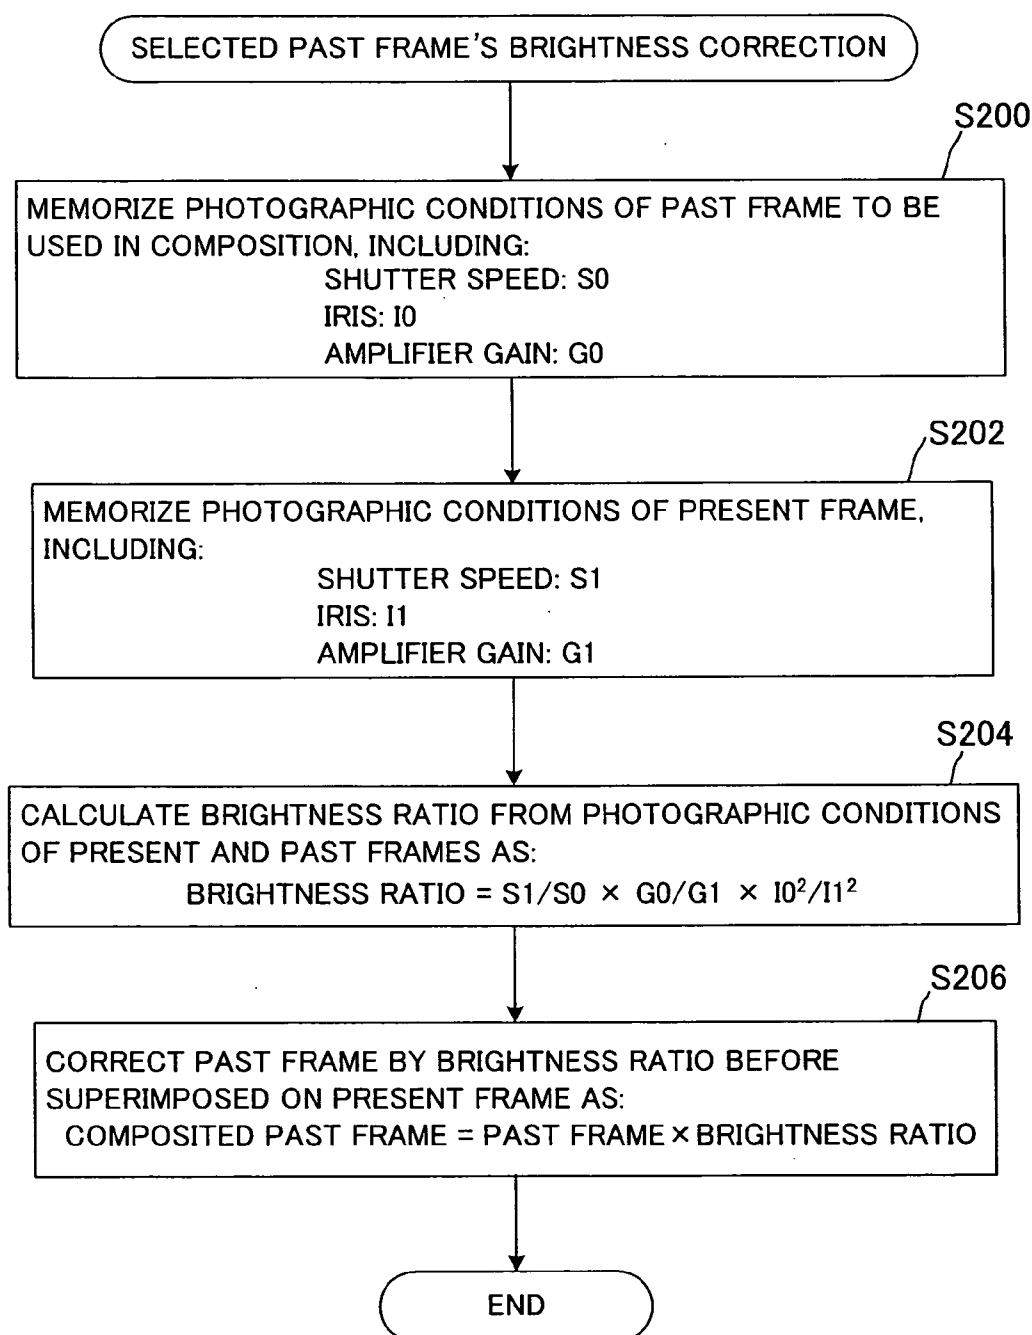 SELECTED PAST FRAME'S BRIGHTNESS CORRECTION
S200
MEMORIZE PHOTOGRAPHIC CONDITIONS OF PAST FRAME TO BE
USED IN COMPOSITION, INCLUDING:
SHUTTER SPEED: S0
IRIS: I0
AMPLIFIER GAIN: G0
S202
MEMORIZE PHOTOGRAPHIC CONDITIONS OF PRESENT FRAME,
INCLUDING:
SHUTTER SPEED: S1
IRIS: I1
AMPLIFIER GAIN: G1
S204
CALCULATE BRIGHTNESS RATIO FROM PHOTOGRAPHIC CONDITIONS
OF PRESENT AND PAST FRAMES AS:
BRIGHTNESS RATIO = S1/S0 × G0/G1 × I0²/I1²
S206
CORRECT PAST FRAME BY BRIGHTNESS RATIO BEFORE
SUPERIMPOSED ON PRESENT FRAME AS:
COMPOSITED PAST FRAME = PAST FRAME × BRIGHTNESS RATIO
END